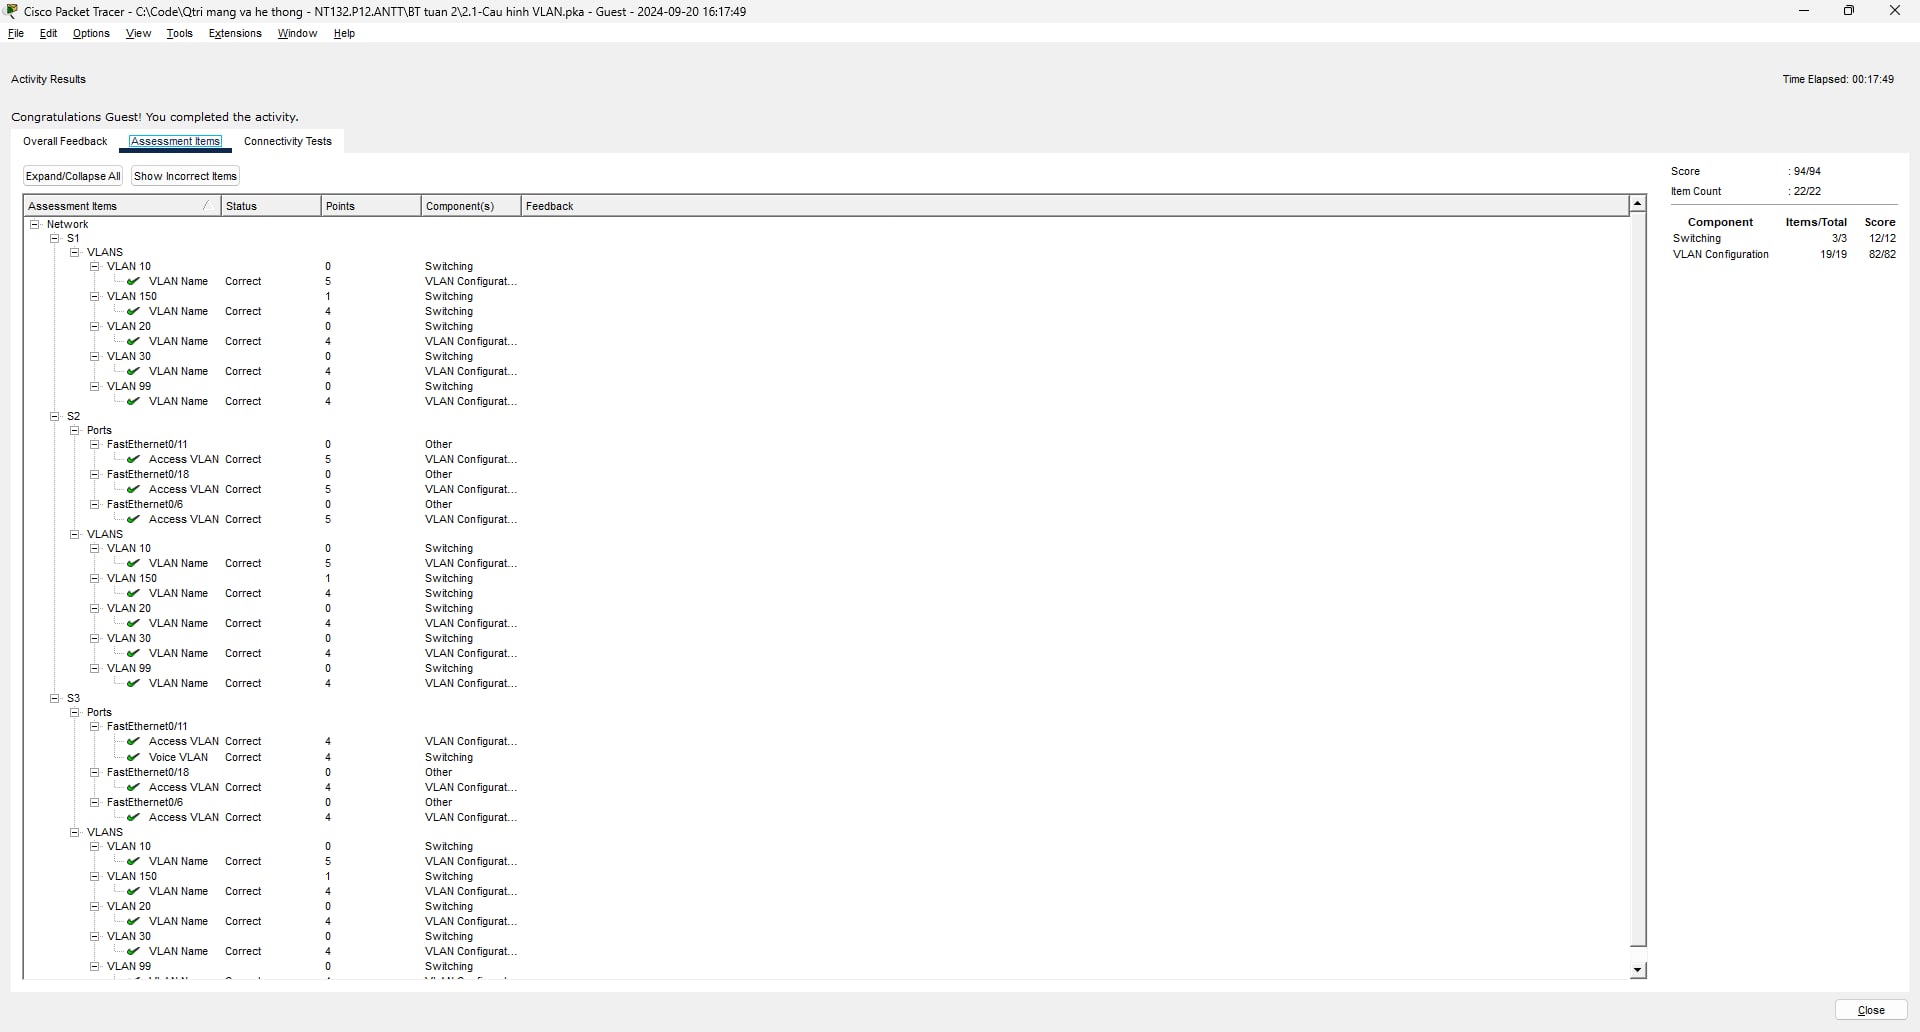 Cisco Packet Tracer - C:\Code\Qtri mang va he thong - NT132.P12.ANTT\BT tuan 2\2.1-Cau hinh VLAN.pka - Guest - 2024-09-20 16:17:49
File Edit Options View Tools Extensions Window Help
Activity Results Time Elapsed: 00:17:49
Congratulations Guest! You completed the activity.
Overall Feedback Assessment Items Connectivity Tests
Expand/Collapse All Show Incorrect Items
Assessment Items Status Points Component(s) Feedback
Network
S1
VLANS
VLAN 10 0 Switching
VLAN Name Correct 5 VLAN Configurat...
VLAN 150 1 Switching
VLAN Name Correct 4 Switching
VLAN 20 0 Switching
VLAN Name Correct 4 VLAN Configurat...
VLAN 30 0 Switching
VLAN Name Correct 4 VLAN Configurat...
VLAN 99 0 Switching
VLAN Name Correct 4 VLAN Configurat...
S2
Ports
FastEthernet0/11 0 Other
Access VLAN Correct 5 VLAN Configurat...
FastEthernet0/18 0 Other
Access VLAN Correct 5 VLAN Configurat...
FastEthernet0/6 0 Other
Access VLAN Correct 5 VLAN Configurat...
VLANS
VLAN 10 0 Switching
VLAN Name Correct 5 VLAN Configurat...
VLAN 150 1 Switching
VLAN Name Correct 4 Switching
VLAN 20 0 Switching
VLAN Name Correct 4 VLAN Configurat...
VLAN 30 0 Switching
VLAN Name Correct 4 VLAN Configurat...
VLAN 99 0 Switching
VLAN Name Correct 4 VLAN Configurat...
S3
Ports
FastEthernet0/11
Access VLAN Correct 4 VLAN Configurat...
Voice VLAN Correct 4 Switching
FastEthernet0/18 0 Other
Access VLAN Correct 4 VLAN Configurat...
FastEthernet0/6 0 Other
Access VLAN Correct 4 VLAN Configurat...
VLANS
VLAN 10 0 Switching
VLAN Name Correct 5 VLAN Configurat...
VLAN 150 1 Switching
VLAN Name Correct 4 VLAN Configurat...
VLAN 20 0 Switching
VLAN Name Correct 4 VLAN Configurat...
VLAN 30 0 Switching
VLAN Name Correct 4 VLAN Configurat...
VLAN 99 0 Switching
Score : 94/94
Item Count : 22/22
Component Items/Total Score
Switching 3/3 12/12
VLAN Configuration 19/19 82/82
Close